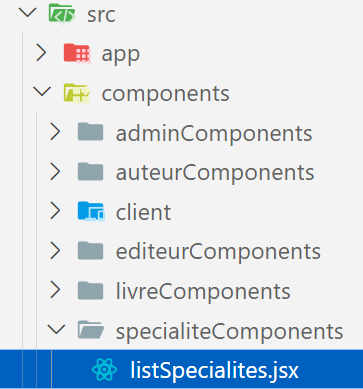 src
app
components
adminComponents
auteurComponents
client
editeurComponents
livreComponents
specialiteComponents
listSpecialites.jsx